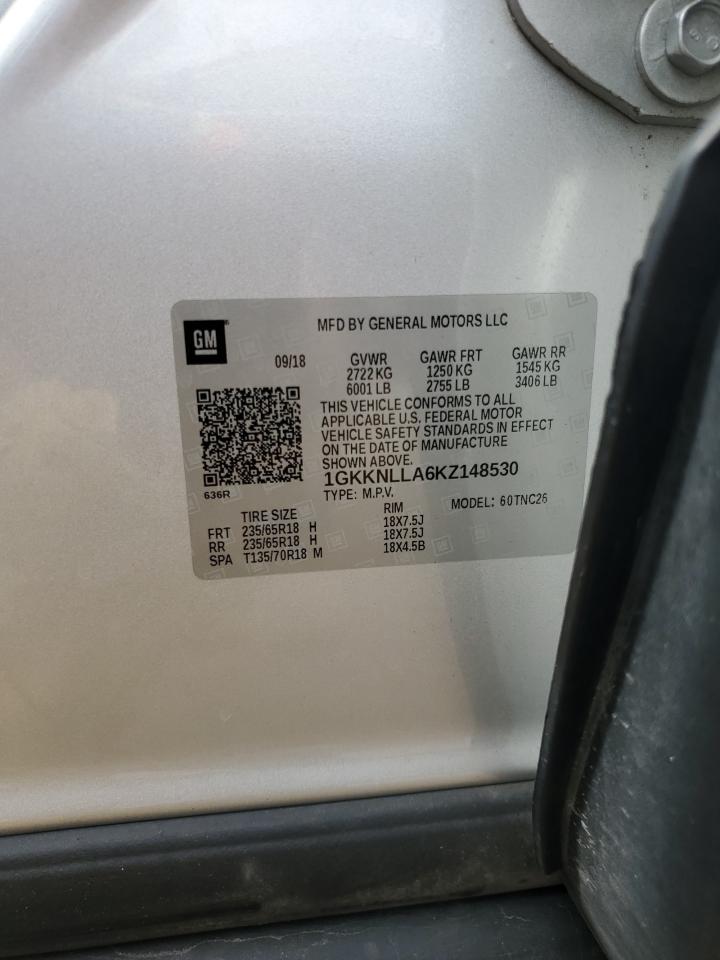 GM
MFD BY GENERAL MOTORS LLC
09/18 GVWR GAWR FRT GAWR RR
2722 KG 1250 KG 1545 KG
6001 LB 2755 LB 3406 LB
THIS VEHICLE CONFORMS TO ALL
APPLICABLE U.S. FEDERAL MOTOR
VEHICLE SAFETY STANDARDS IN EFFECT
ON THE DATE OF MANUFACTURE
SHOWN ABOVE.
1GKKNLLA6KZ148530
636R
TYPE: M.P.V. MODEL: 60TNC26
TIRE SIZE RIM
FRT 235/65R18 H 18X7.5J
RR 235/65R18 H 18X7.5J
SPA T135/70R18 M 18X4.5B